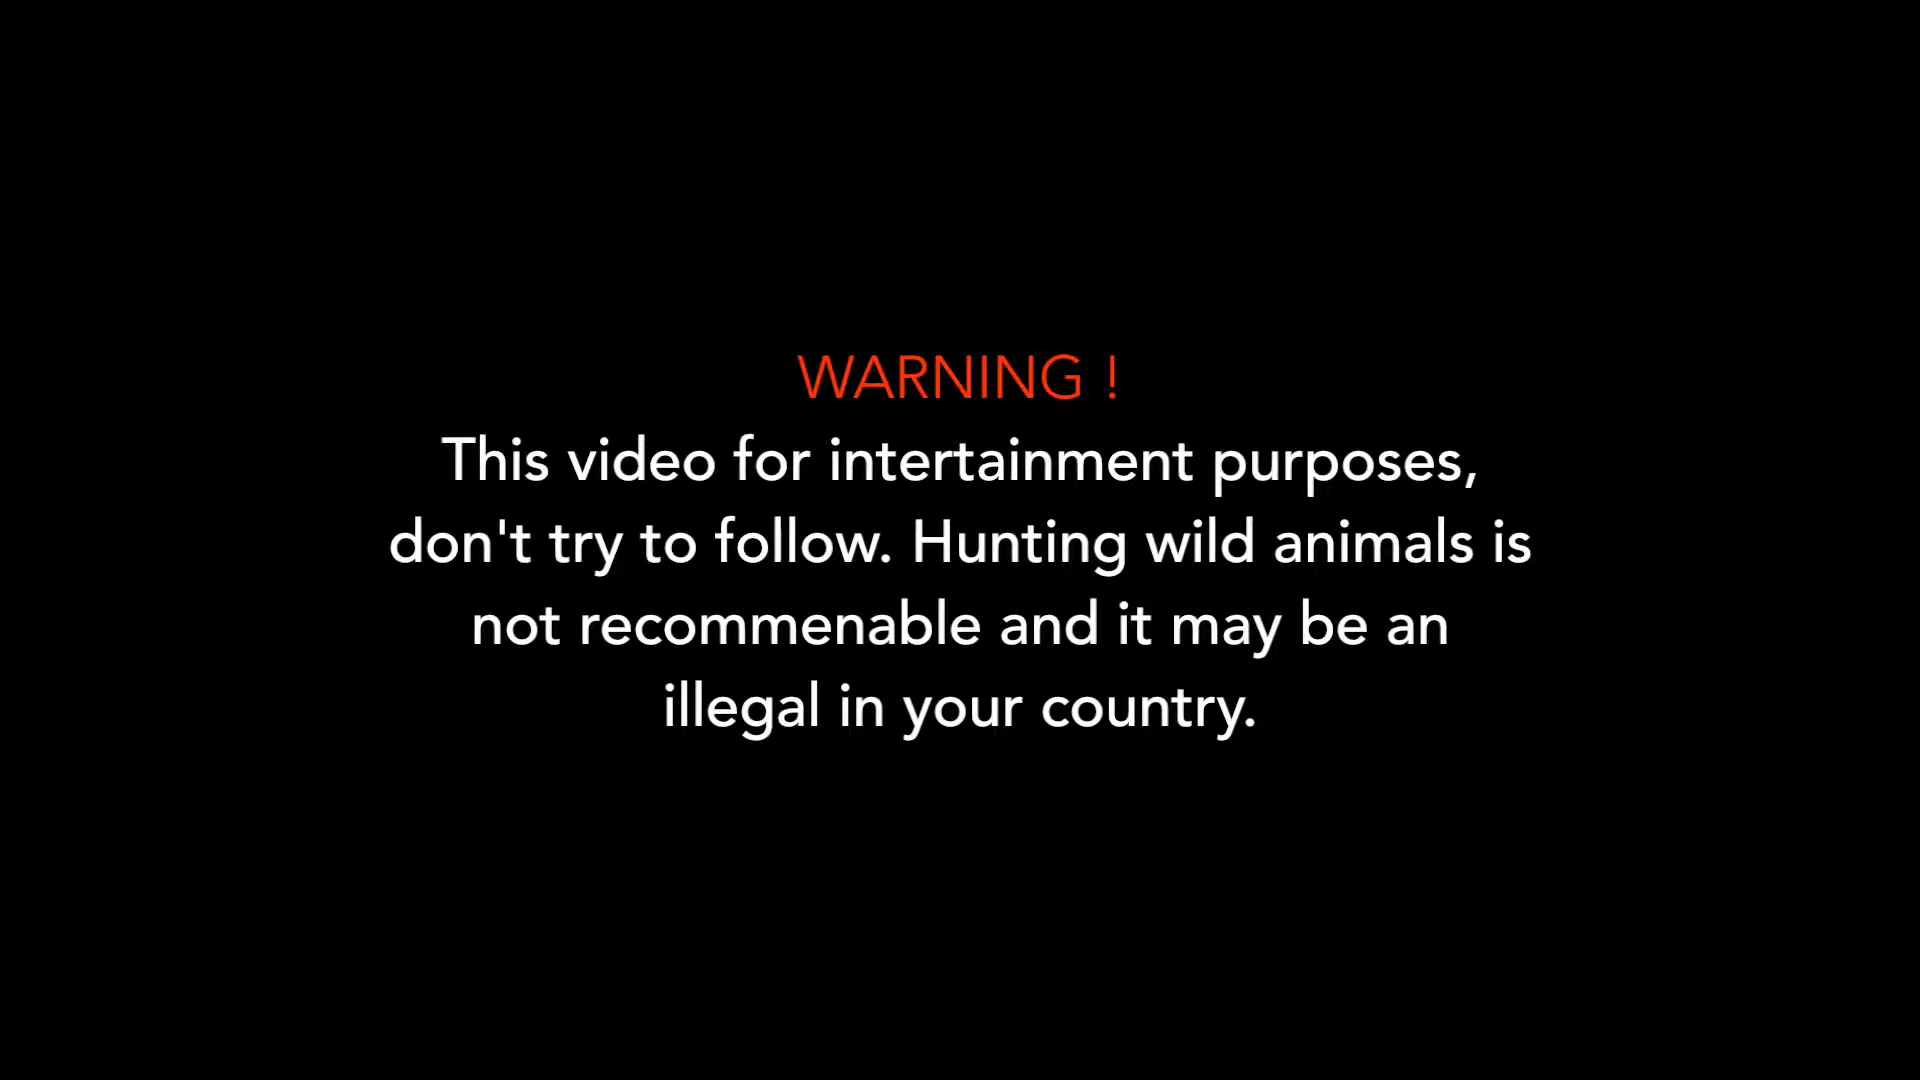 WARNING !
This video for intertainment purposes,
don't try to follow. Hunting wild animals is
not recommenable and it may be an
illegal in your country.